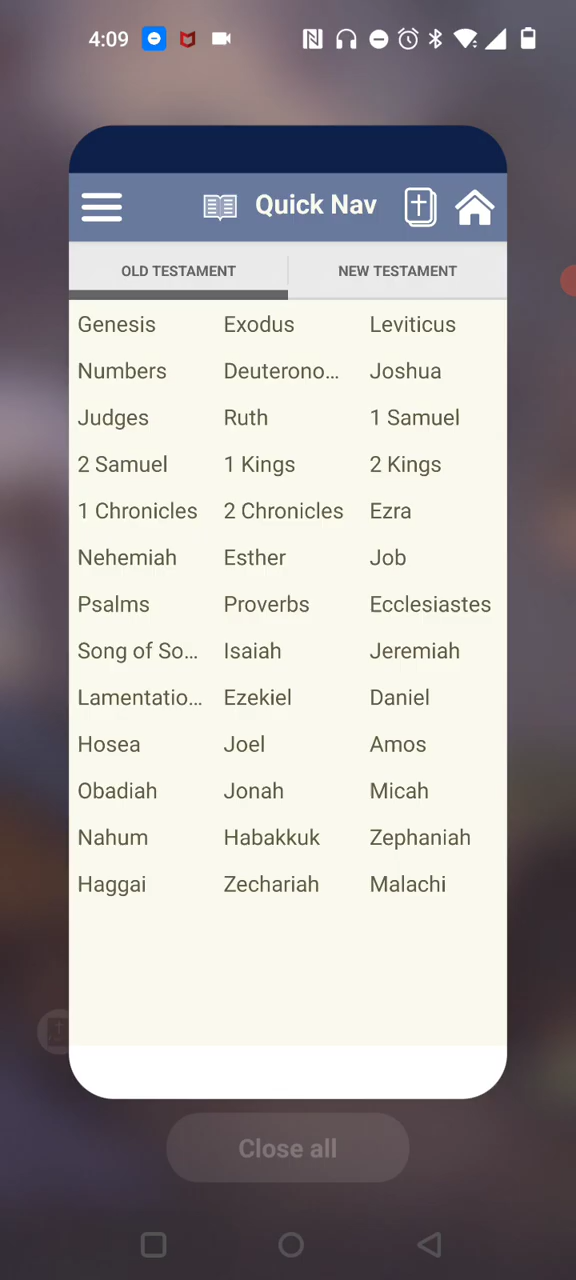 4:09
Quick Nav
OLD TESTAMENT NEW TESTAMENT
Genesis Exodus Leviticus
Numbers Deuterono... Joshua
Judges Ruth 1 Samuel
2 Samuel 1 Kings 2 Kings
1 Chronicles 2 Chronicles Ezra
Nehemiah Esther Job
Psalms Proverbs Ecclesiastes
Song of So... Isaiah Jeremiah
Lamentatio... Ezekiel Daniel
Hosea Joel Amos
Obadiah Jonah Micah
Nahum Habakkuk Zephaniah
Haggai Zechariah Malachi
Close all